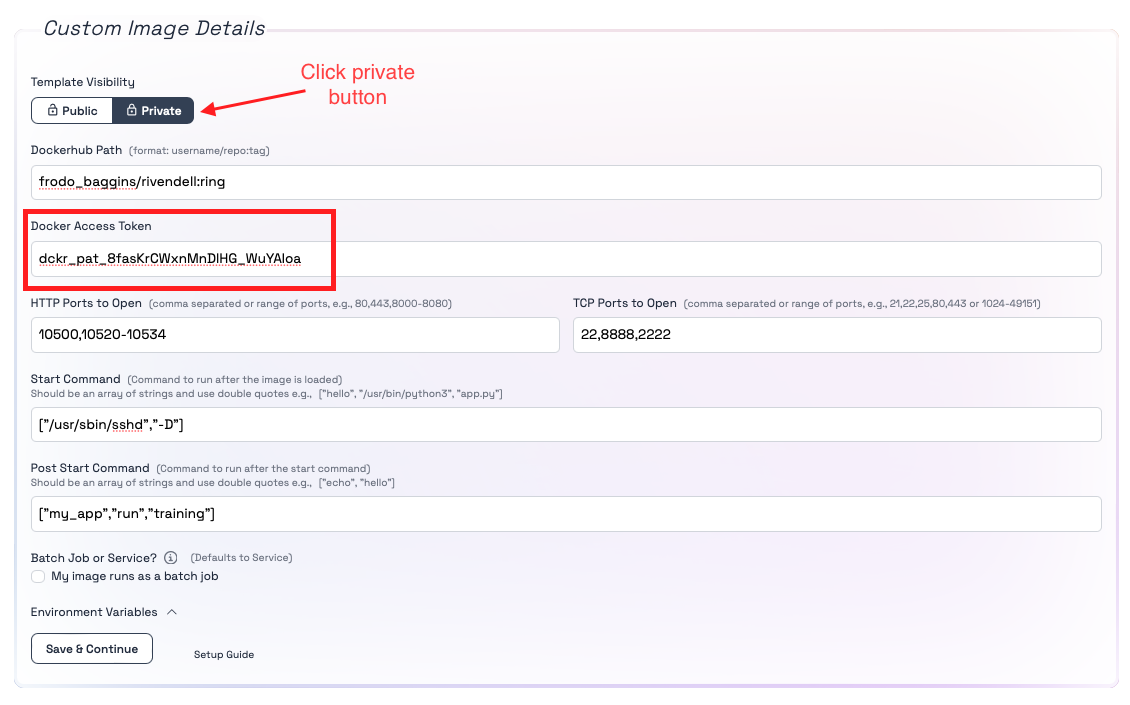 Custom Image Details
Template Visibility
Click private
button
Public Private
Dockerhub Path (format: username/repo:tag)
frodo_baggins/rivendell:ring
Docker Access Token
dckr_pat_8fasKrCWxnMnDlHG_WuYAloa
HTTP Ports to Open (comma separated or range of ports, e.g., 80,443,8000-8080)
TCP Ports to Open (comma separated or range of ports, e.g., 21,22,25,80,443 or 1024-49151)
10500,10520-10534
22,8888,2222
Start Command (Command to run after the image is loaded)
Should be an array of strings and use double quotes e.g., ["hello", "/usr/bin/python3", "app.py"]
["/usr/sbin/sshd","-D"]
Post Start Command (Command to run after the start command)
Should be an array of strings and use double quotes e.g., ["echo", "hello"]
["my_app","run","training"]
Batch Job or Service? (Defaults to Service)
My image runs as a batch job
Environment Variables
Save & Continue
Setup Guide